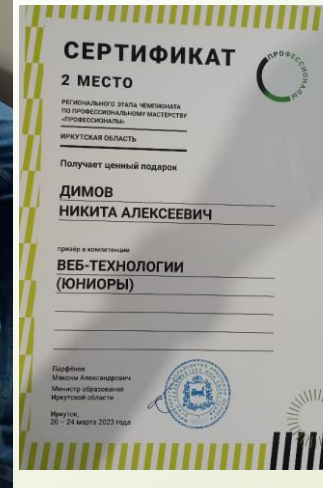 СЕРТИФИКАТ
2 МЕСТО
РЕГИОНАЛЬНОГО ЭТАПА ЧЕМПИОНАТА
ПО ПРОФЕССИОНАЛЬНОМУ МАСТЕРСТВУ
«ПРОФЕССИОНАЛЫ»
ИРКУТСКАЯ ОБЛАСТЬ
Получает ценный подарок
ДИМОВ
НИКИТА АЛЕКСЕЕВИЧ
призёр в компетенции
ВЕБ-ТЕХНОЛОГИИ
(ЮНИОРЫ)
Парфёнов
Максим Александрович
Министр образования
Иркутской области
Иркутск,
20 – 24 марта 2023 года
ПРОФЕССИОНАЛЫ